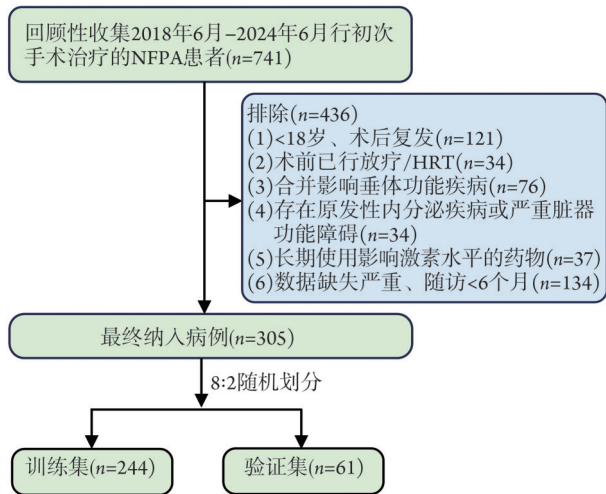 回顾性收集2018年6月–2024年6月行初次
手术治疗的NFPA患者(n=741)
排除(n=436)
(1)<18岁、术后复发(n=121)
(2)术前已行放疗/HRT(n=34)
(3)合并影响垂体功能疾病(n=76)
(4)存在原发性内分泌疾病或严重脏器
功能障碍(n=34)
(5)长期使用影响激素水平的药物(n=37)
(6)数据缺失严重、随访<6个月(n=134)
最终纳入病例(n=305)
8:2随机划分
训练集(n=244)
验证集(n=61)